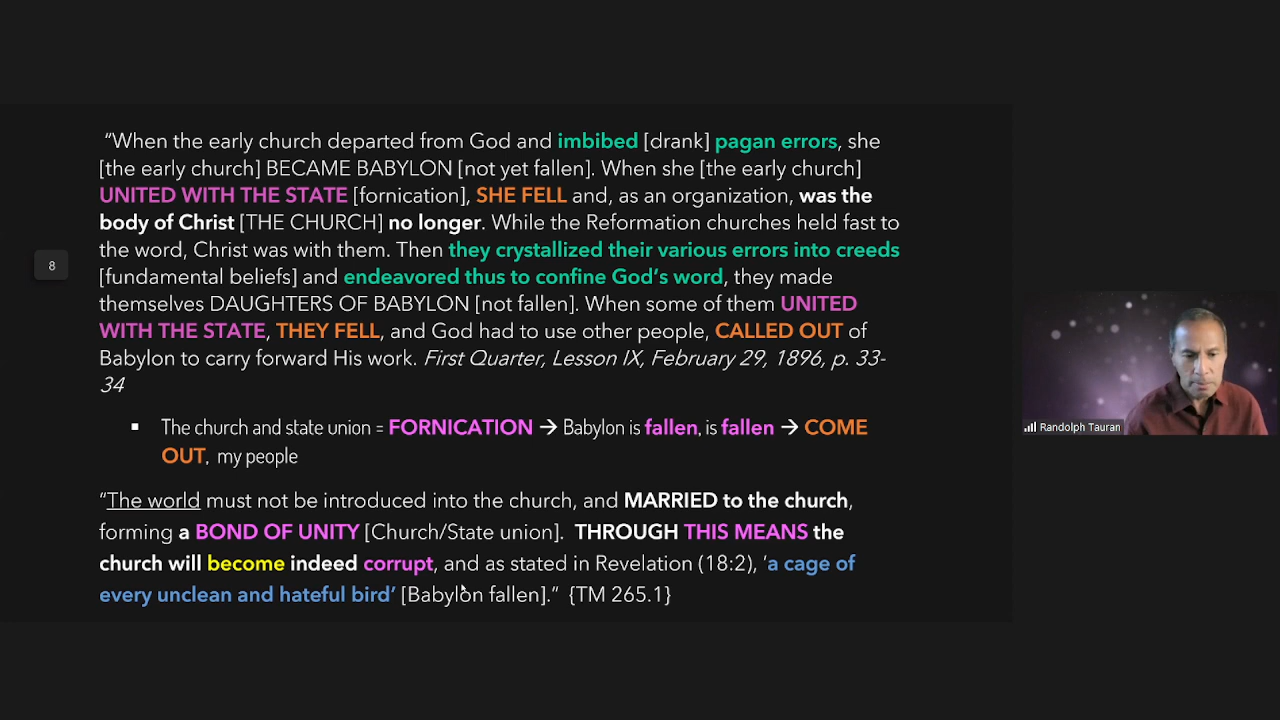 “When the early church departed from God and imbibed [drank] pagan errors, she
[the early church] BECAME BABYLON [not yet fallen]. When she [the early church]
UNITED WITH THE STATE [fornication], SHE FELL and, as an organization, was the
body of Christ [THE CHURCH] no longer. While the Reformation churches held fast to
the word, Christ was with them. Then they crystallized their various errors into creeds
[fundamental beliefs] and endeavored thus to confine God’s word, they made
themselves DAUGHTERS OF BABYLON [not fallen]. When some of them UNITED
WITH THE STATE, THEY FELL, and God had to use other people, CALLED OUT of
Babylon to carry forward His work. First Quarter, Lesson IX, February 29, 1896, p. 33-
34
8
▪ The church and state union = FORNICATION → Babylon is fallen, is fallen → COME
OUT, my people
“The world must not be introduced into the church, and MARRIED to the church,
forming a BOND OF UNITY [Church/State union]. THROUGH THIS MEANS the
church will become indeed corrupt, and as stated in Revelation (18:2), ‘a cage of
every unclean and hateful bird’ [Babylon fallen].” {TM 265.1}
Randolph Tauran